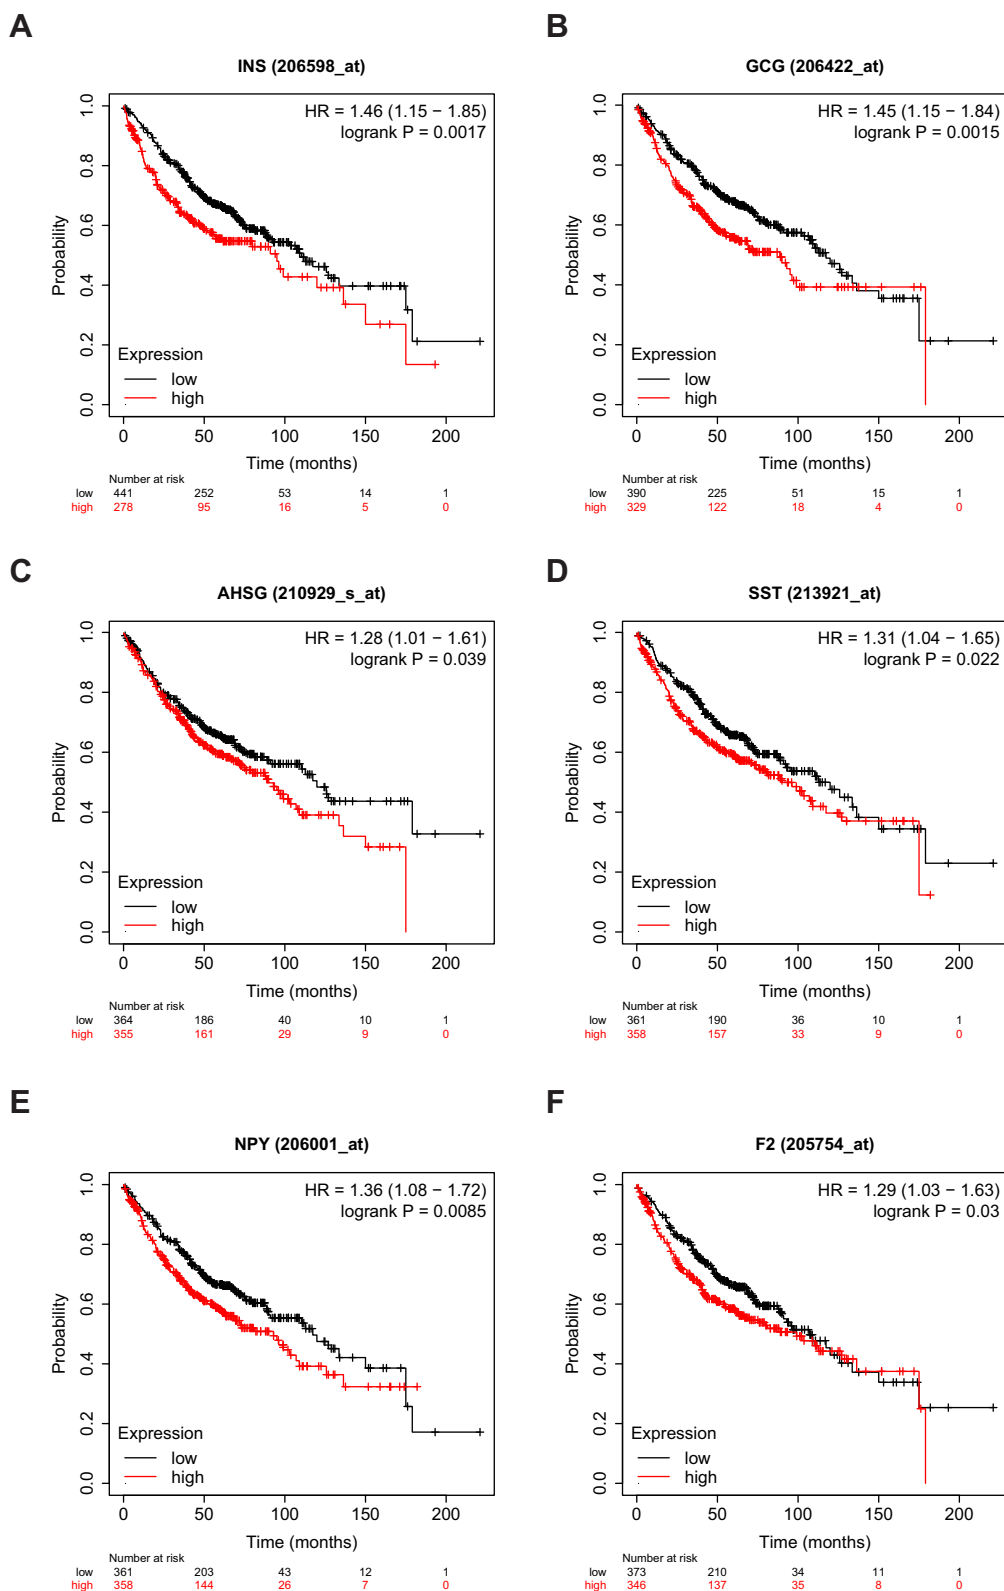 A
INS (206598_at)
HR = 1.46 (1.15 − 1.85)
logrank P = 0.0017
Probability
1.0
0.8
0.6
0.4
0.2
0.0
Expression
low
high
0 50 100 150 200
Time (months)
Number at risk
low 441 252 53 14 1
high 278 95 16 5 0
B
GCG (206422_at)
HR = 1.45 (1.15 − 1.84)
logrank P = 0.0015
Probability
1.0
0.8
0.6
0.4
0.2
0.0
Expression
low
high
0 50 100 150 200
Time (months)
Number at risk
low 390 225 51 15 1
high 329 122 18 4 0
C
AHSG (210929_s_at)
HR = 1.28 (1.01 − 1.61)
logrank P = 0.039
Probability
1.0
0.8
0.6
0.4
0.2
0.0
Expression
low
high
0 50 100 150 200
Time (months)
Number at risk
low 364 186 40 10 1
high 355 161 29 9 0
D
SST (213921_at)
HR = 1.31 (1.04 − 1.65)
logrank P = 0.022
Probability
1.0
0.8
0.6
0.4
0.2
0.0
Expression
low
high
0 50 100 150 200
Time (months)
Number at risk
low 361 190 36 10 1
high 358 157 33 9 0
E
NPY (206001_at)
HR = 1.36 (1.08 − 1.72)
logrank P = 0.0085
Probability
1.0
0.8
0.6
0.4
0.2
0.0
Expression
low
high
0 50 100 150 200
Time (months)
Number at risk
low 361 203 43 12 1
high 358 144 26 7 0
F
F2 (205754_at)
HR = 1.29 (1.03 − 1.63)
logrank P = 0.03
Probability
1.0
0.8
0.6
0.4
0.2
0.0
Expression
low
high
0 50 100 150 200
Time (months)
Number at risk
low 373 210 34 11 1
high 346 137 35 8 0